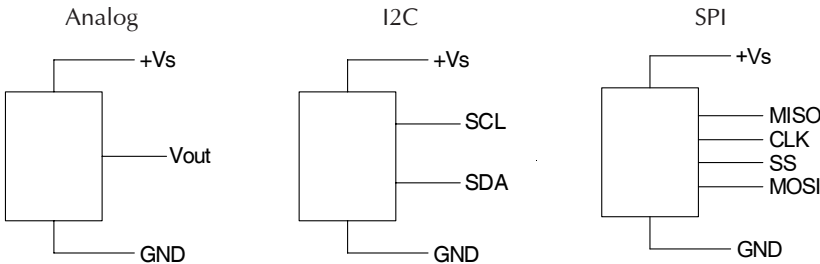 Analog
+Vs
Vout
GND
I2C
+Vs
SCL
SDA
GND
SPI
+Vs
MISO
CLK
SS
MOSI
GND